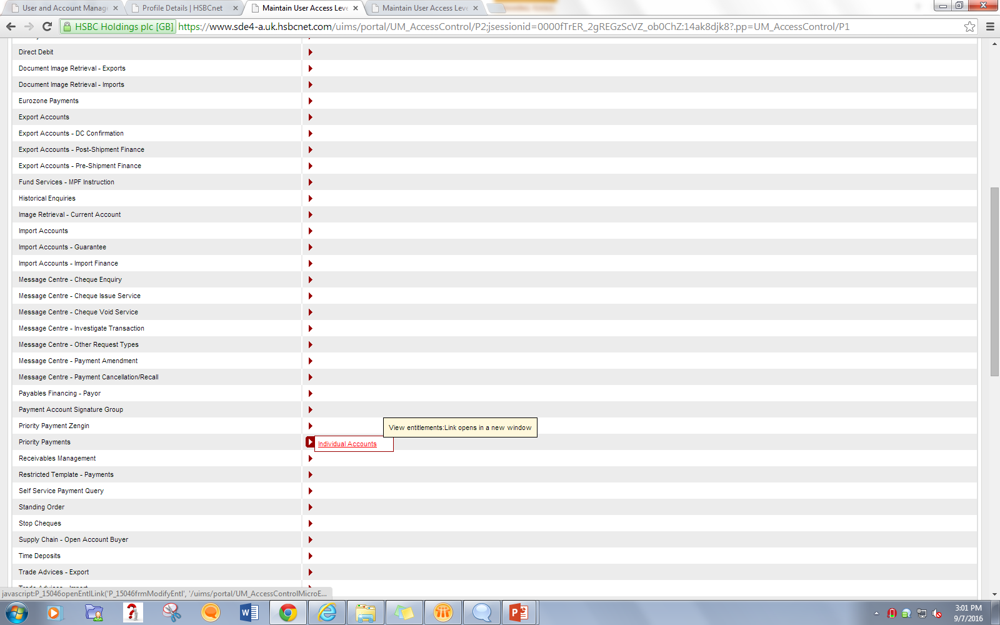 User and Account Manag
Profile Details | HSBCnet
Maintain User Access Leve
Maintain User Access Leve
HSBC Holdings plc [GB]
https://www.sde4-a.uk.hsbcnet.com/uims/portal/UM_AccessControl/P2;jsessionid=0000fTrER_2gREGzScVZ_ob0ChZ:14ak8djk8?.pp=UM_AccessControl/P1
Direct Debit
Document Image Retrieval - Exports
Document Image Retrieval - Imports
Eurozone Payments
Export Accounts
Export Accounts - DC Confirmation
Export Accounts - Post-Shipment Finance
Export Accounts - Pre-Shipment Finance
Fund Services - MPF Instruction
Historical Enquiries
Image Retrieval - Current Account
Import Accounts
Import Accounts - Guarantee
Import Accounts - Import Finance
Message Centre - Cheque Enquiry
Message Centre - Cheque Issue Service
Message Centre - Cheque Void Service
Message Centre - Investigate Transaction
Message Centre - Other Request Types
Message Centre - Payment Amendment
Message Centre - Payment Cancellation/Recall
Payables Financing - Payor
Payment Account Signature Group
Priority Payment Zengin
View entitlements:Link opens in a new window
Priority Payments
Individual Accounts
Receivables Management
Restricted Template - Payments
Self Service Payment Query
Standing Order
Stop Cheques
Supply Chain - Open Account Buyer
Time Deposits
Trade Advices - Export
javascript:P_15046openEntlLink('P_15046frmModifyEntl', '/uims/portal/UM_AccessControlMicroE...
3:01 PM
9/7/2016